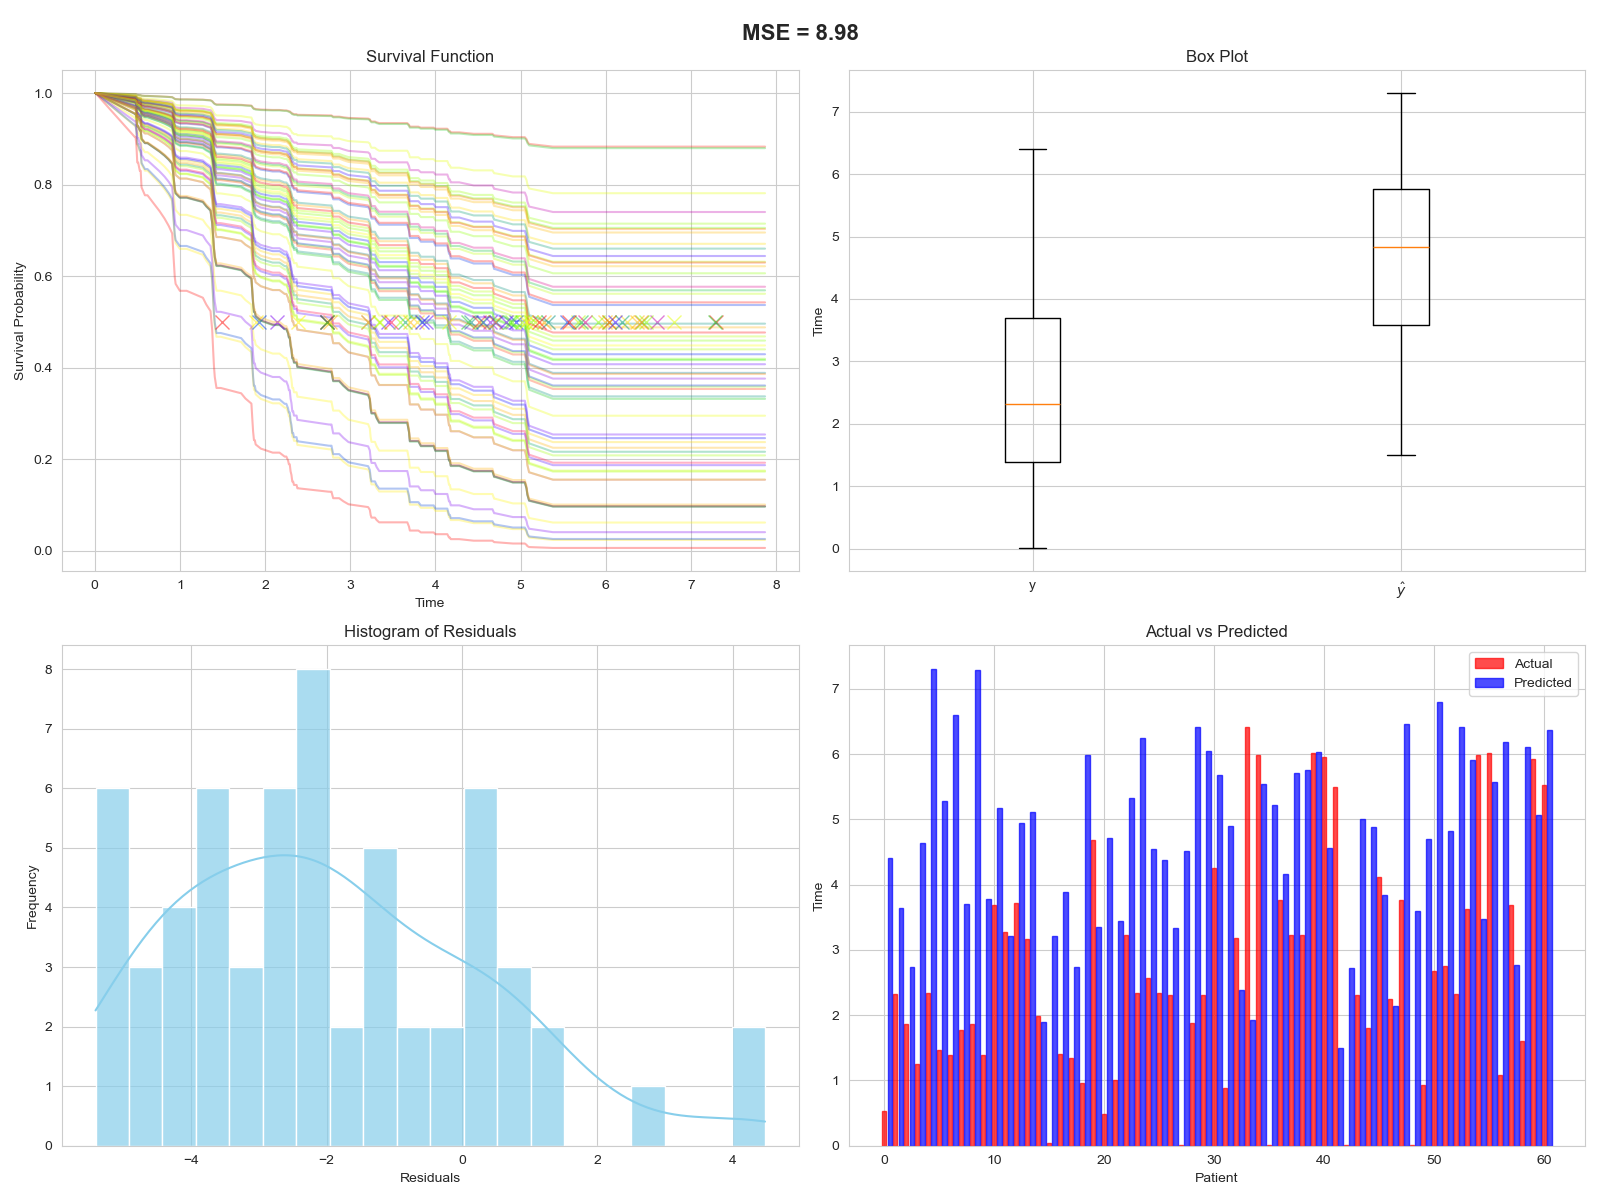 MSE = 8.98
Survival Function
Survival Probability
1.0
0.8
0.6
0.4
0.2
0.0
0 1 2 3 4 5 6 7 8
Time
Box Plot
Time
7
6
5
4
3
2
1
0
y ŷ
Histogram of Residuals
Frequency
8
7
6
5
4
3
2
1
0
−4 −2 0 2 4
Residuals
Actual vs Predicted
Actual
Predicted
Time
7
6
5
4
3
2
1
0
0 10 20 30 40 50 60
Patient